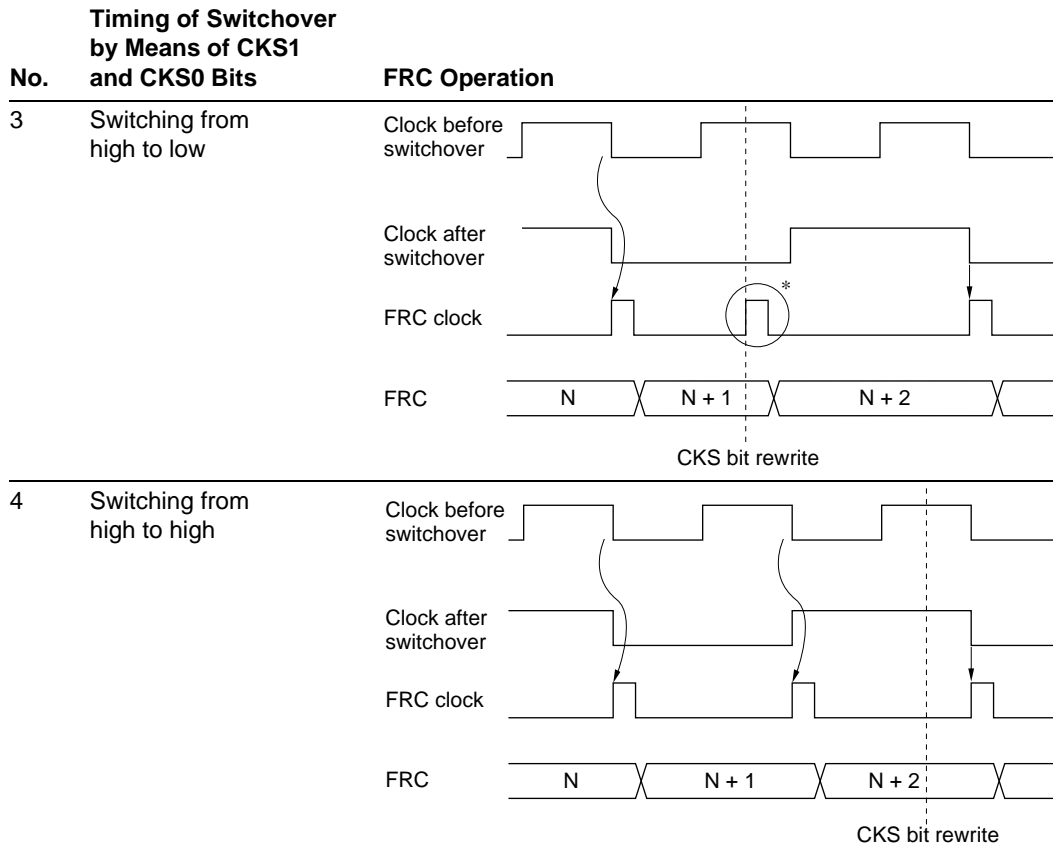 Timing of Switchover
by Means of CKS1
No. and CKS0 Bits FRC Operation
3 Switching from
high to low
Clock before
switchover
Clock after
switchover
*
FRC clock
FRC N N + 1 N + 2
CKS bit rewrite
4 Switching from
high to high
Clock before
switchover
Clock after
switchover
FRC clock
FRC N N + 1 N + 2
CKS bit rewrite